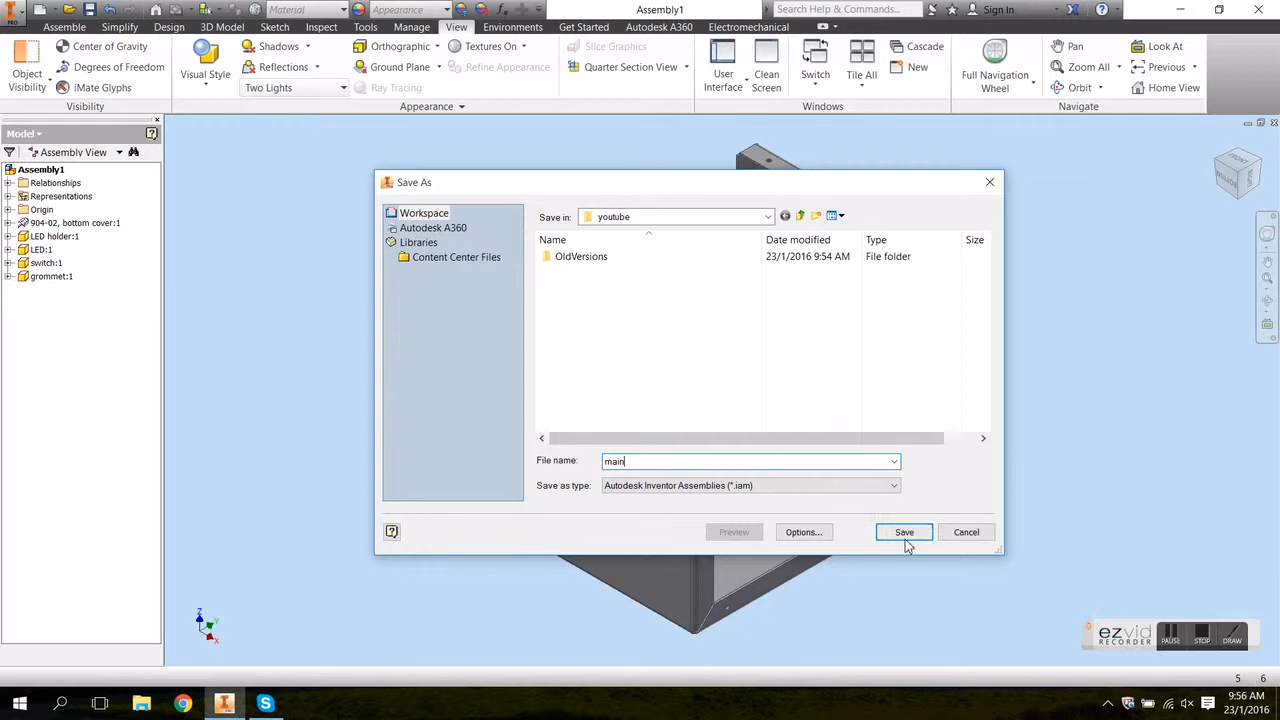 PRO
Material
Appearance
Assembly1
Search Help & Commands...
Sign In
Assemble Simplify Design 3D Model Sketch Inspect Tools Manage View Environments Get Started Autodesk A360 Electromechanical
Object Visibility
Center of Gravity
Degrees of Freedom
iMate Glyphs
Visibility
Visual Style
Shadows
Reflections
Two Lights
Orthographic
Ground Plane
Ray Tracing
Textures On
Refine Appearance
Slice Graphics
Quarter Section View
Appearance
User Interface
Clean Screen
Switch
Tile All
Cascade
New
Windows
Full Navigation Wheel
Pan
Zoom All
Orbit
Look At
Previous
Home View
Navigate
Model
Assembly View
Assembly1
Relationships
Representations
Origin
904-02, bottom cover:1
LED holder:1
LED:1
switch:1
grommet:1
FRONT
BOTTOM
Save As
Workspace
Autodesk A360
Libraries
Content Center Files
Save in: youtube
Name Date modified Type Size
OldVersions 23/1/2016 9:54 AM File folder
File name: main
Save as type: Autodesk Inventor Assemblies (*.iam)
Preview Options... Save Cancel
Z
Y
X
ezvid
RECORDER
PAUSE STOP DRAW
5 6
9:56 AM
23/1/2016